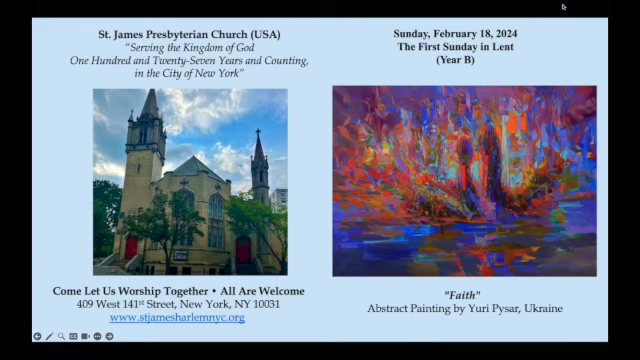 St. James Presbyterian Church (USA)
“Serving the Kingdom of God
One Hundred and Twenty-Seven Years and Counting,
in the City of New York”
Come Let Us Worship Together • All Are Welcome
409 West 141st Street, New York, NY 10031
www.stjamesharlemnyc.org
Sunday, February 18, 2024
The First Sunday in Lent
(Year B)
"Faith"
Abstract Painting by Yuri Pysar, Ukraine